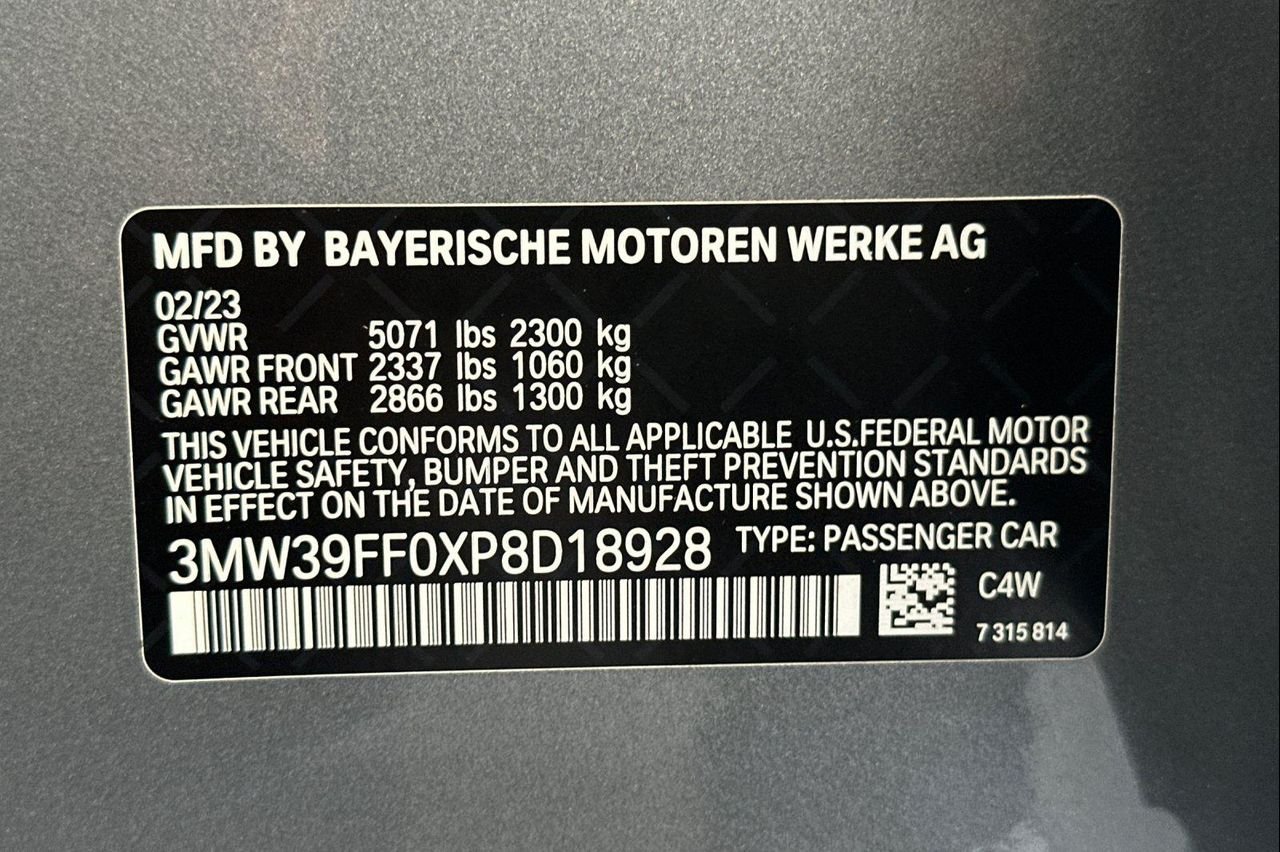 MFD BY BAYERISCHE MOTOREN WERKE AG
02/23
GVWR 5071 lbs 2300 kg
GAWR FRONT 2337 lbs 1060 kg
GAWR REAR 2866 lbs 1300 kg
THIS VEHICLE CONFORMS TO ALL APPLICABLE U.S.FEDERAL MOTOR
VEHICLE SAFETY, BUMPER AND THEFT PREVENTION STANDARDS
IN EFFECT ON THE DATE OF MANUFACTURE SHOWN ABOVE.
3MW39FF0XP8D18928 TYPE: PASSENGER CAR
C4W
7 315 814